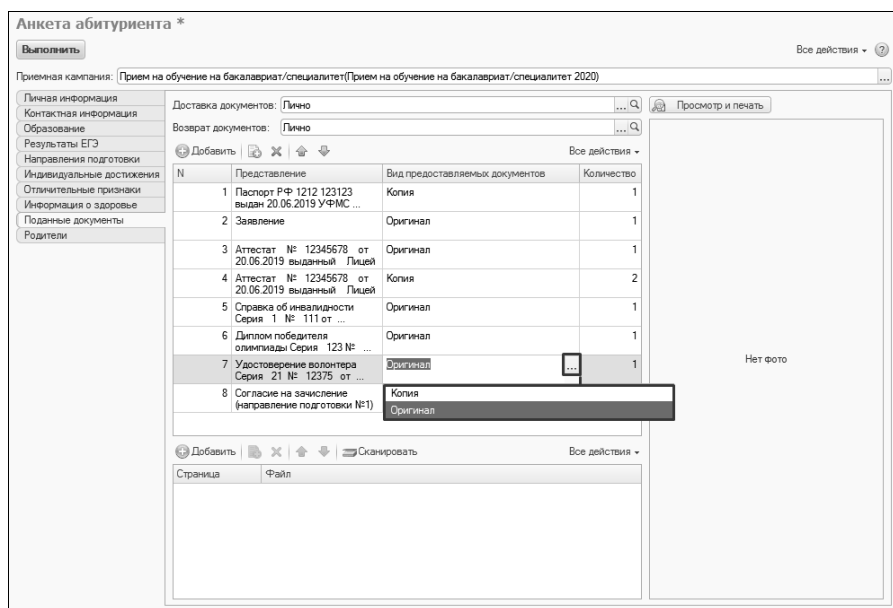 Анкета абитуриента *
Выполнить
Все действия
Приемная кампания: Прием на обучение на бакалавриат/специалитет(Прием на обучение на бакалавриат/специалитет 2020) ...
Личная информация
Контактная информация
Образование
Результаты ЕГЭ
Направления подготовки
Индивидуальные достижения
Отличительные признаки
Информация о здоровье
Поданные документы
Родители
Доставка документов: Лично ...
Возврат документов: Лично ...
Добавить
Все действия
N Представление Вид предоставляемых документов Количество
1 Паспорт РФ 1212 123123 Копия 1
выдан 20.06.2019 УФМС ...
2 Заявление Оригинал 1
3 Аттестат № 12345678 от Оригинал 1
20.06.2019 выданный Лицей
4 Аттестат № 12345678 от Копия 2
20.06.2019 выданный Лицей
5 Справка об инвалидности Оригинал 1
Серия 1 № 111 от ...
6 Диплом победителя Оригинал 1
олимпиады Серия 123 № ...
7 Удостоверение волонтера Оригинал ... 1
Серия 21 № 12375 от ...
8 Согласие на зачисление
(направление подготовки №1)
Копия
Оригинал
Добавить Сканировать Все действия
Страница Файл
Просмотр и печать
Нет фото